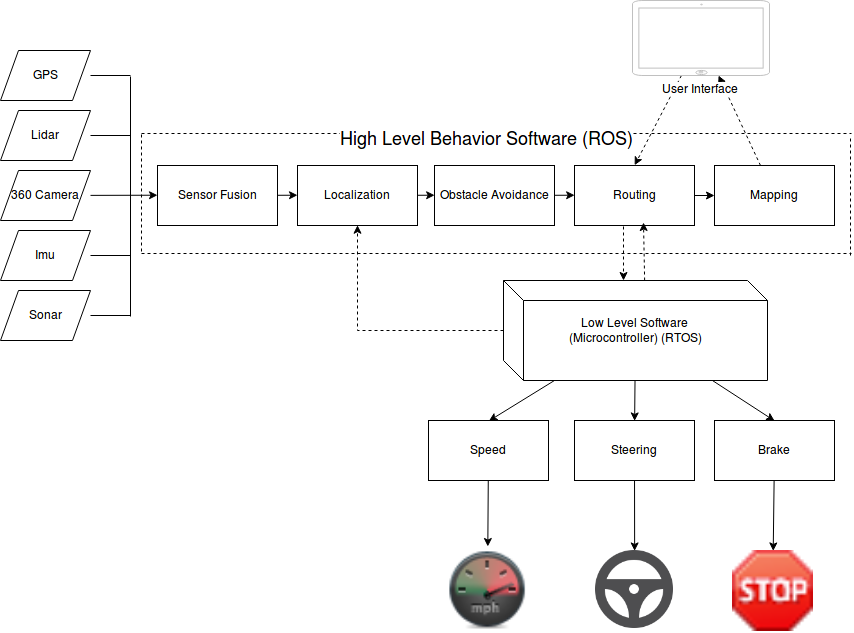 User Interface
High Level Behavior Software (ROS)
GPS
Lidar
360 Camera
Imu
Sonar
Sensor Fusion
Localization
Obstacle Avoidance
Routing
Mapping
Low Level Software
(Microcontroller) (RTOS)
Speed
Steering
Brake
mph
STOP